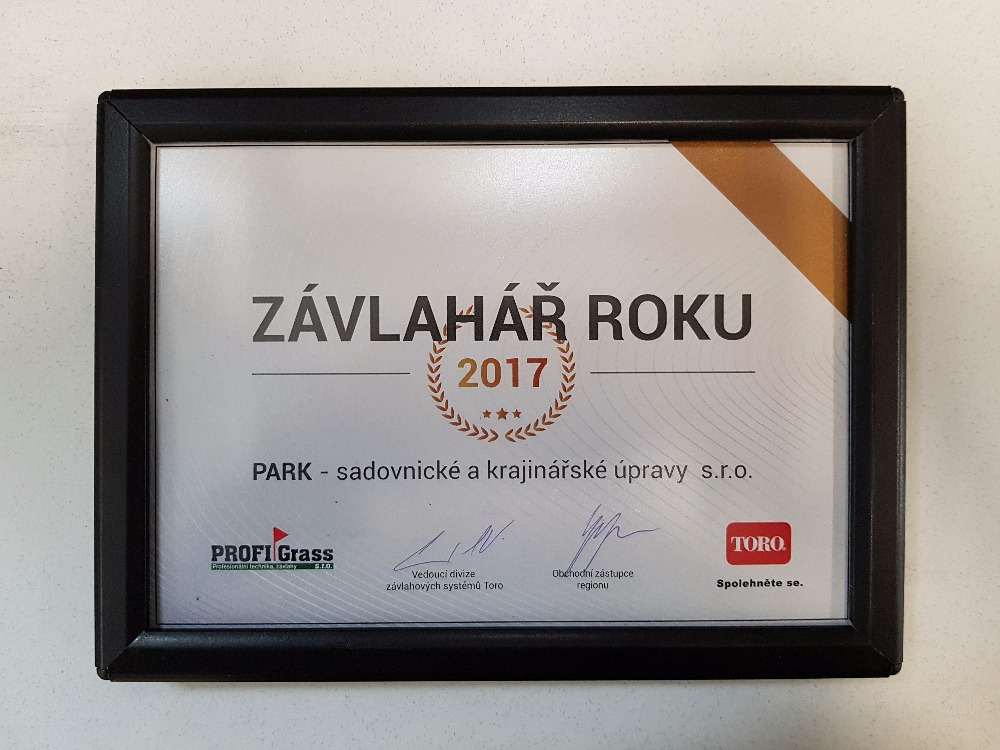 ZÁVLAHÁŘ ROKU
2017
PARK - sadovnické a krajinářské úpravy s.r.o.
PROFI Grass
Profesionální technika, závlahy
s.r.o.
Vedoucí divize
závlahových systémů Toro
Obchodní zástupce
regionu
TORO.
Spolehněte se.